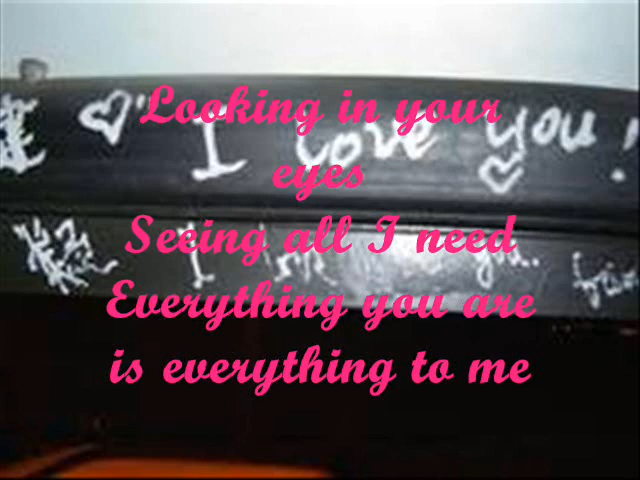 Looking in your
eyes
Seeing all I need
Everything you are
is everything to me
I love you!
I